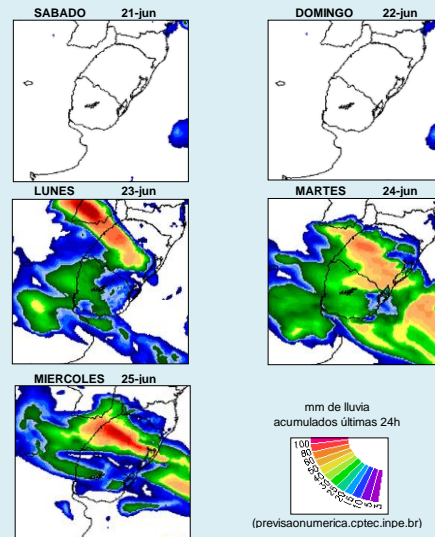 SABADO 21-jun
DOMINGO 22-jun
LUNES 23-jun
MARTES 24-jun
MIERCOLES 25-jun
mm de lluvia
acumulados últimas 24h
100
80
60
50
(previsaonumerica.cptec.inpe.br)